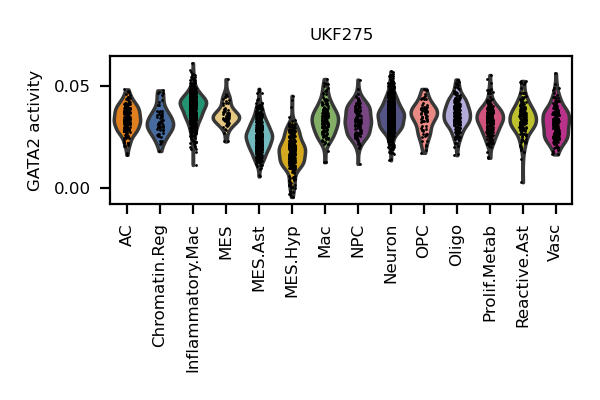 UKF275
GATA2 activity
0.05
0.00
AC
Chromatin.Reg
Inflammatory.Mac
MES
MES.Ast
MES.Hyp
Mac
NPC
Neuron
OPC
Oligo
Prolif.Metab
Reactive.Ast
Vasc